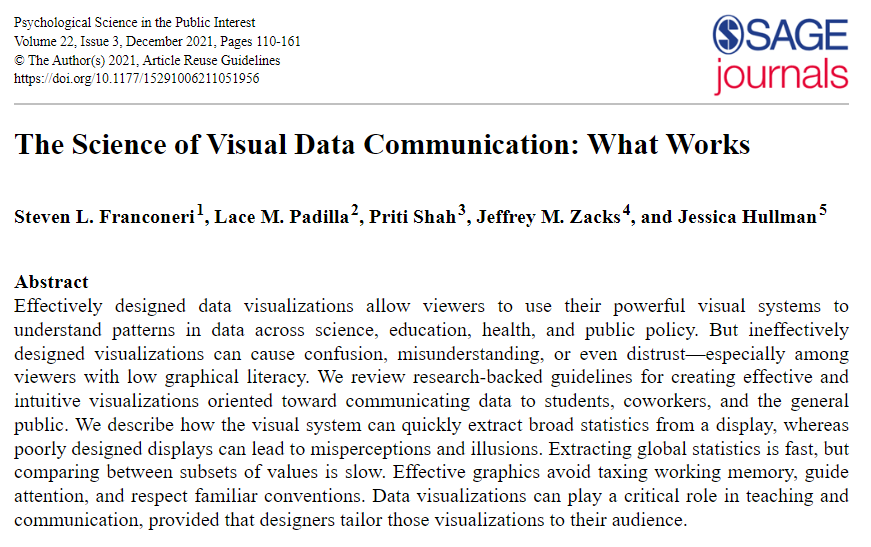 Psychological Science in the Public Interest
Volume 22, Issue 3, December 2021, Pages 110-161
© The Author(s) 2021, Article Reuse Guidelines
https://doi.org/10.1177/15291006211051956
SAGE
journals
The Science of Visual Data Communication: What Works
Steven L. Franconeri1, Lace M. Padilla2, Priti Shah3, Jeffrey M. Zacks4, and Jessica Hullman5
Abstract
Effectively designed data visualizations allow viewers to use their powerful visual systems to
understand patterns in data across science, education, health, and public policy. But ineffectively
designed visualizations can cause confusion, misunderstanding, or even distrust—especially among
viewers with low graphical literacy. We review research-backed guidelines for creating effective and
intuitive visualizations oriented toward communicating data to students, coworkers, and the general
public. We describe how the visual system can quickly extract broad statistics from a display, whereas
poorly designed displays can lead to misperceptions and illusions. Extracting global statistics is fast, but
comparing between subsets of values is slow. Effective graphics avoid taxing working memory, guide
attention, and respect familiar conventions. Data visualizations can play a critical role in teaching and
communication, provided that designers tailor those visualizations to their audience.